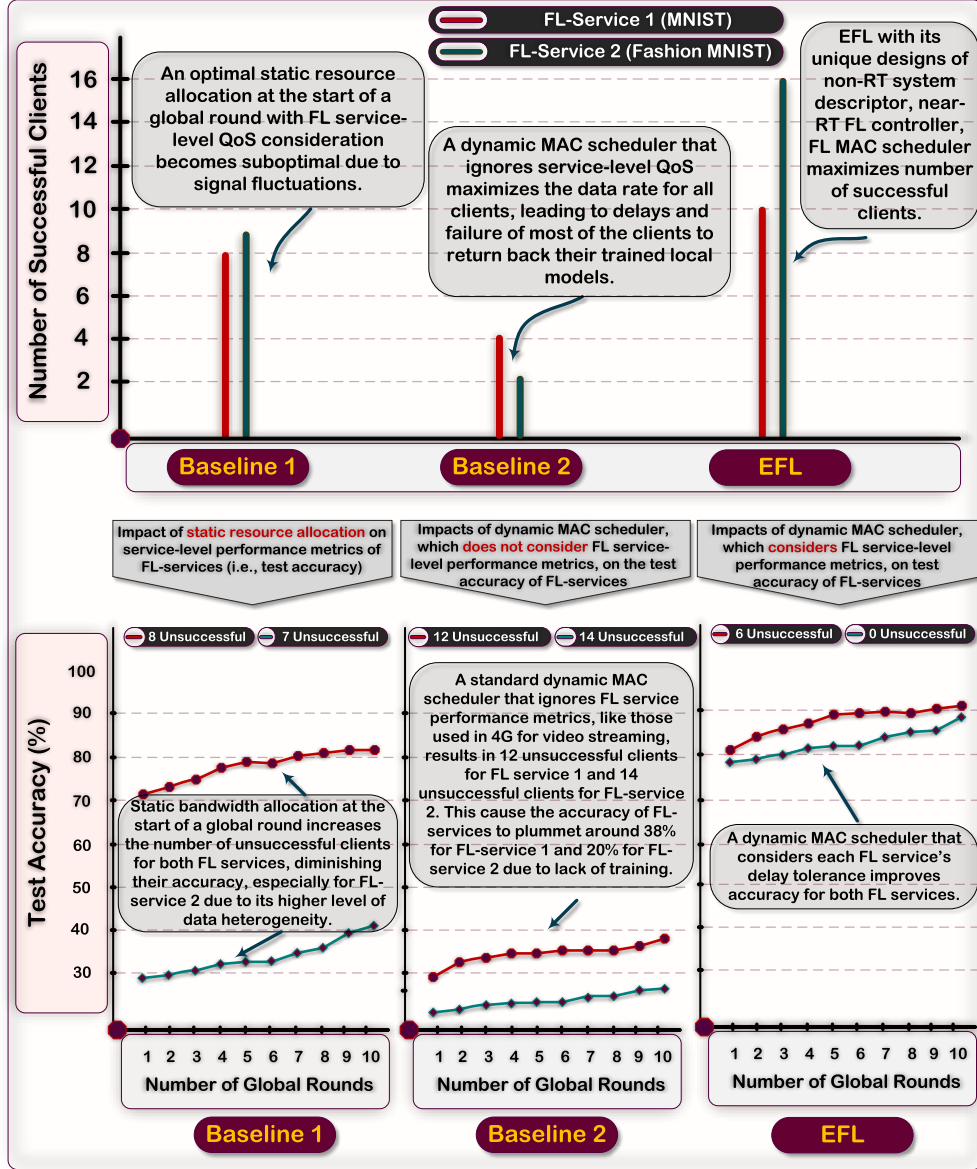 FL-Service 1 (MNIST)
FL-Service 2 (Fashion MNIST)
Number of Successful Clients
16
14
12
10
8
6
4
2
An optimal static resource
allocation at the start of a
global round with FL service-
level QoS consideration
becomes suboptimal due to
signal fluctuations.
A dynamic MAC scheduler that
ignores service-level QoS
maximizes the data rate for all
clients, leading to delays and
failure of most of the clients to
return back their trained local
models.
EFL with its
unique designs of
non-RT system
descriptor, near-
RT FL controller,
FL MAC scheduler
maximizes number
of successful
clients.
Baseline 1
Baseline 2
EFL
Impact of static resource allocation on
service-level performance metrics of
FL-services (i.e., test accuracy)
Impacts of dynamic MAC scheduler,
which does not consider FL service-
level performance metrics, on the test
accuracy of FL-services
Impacts of dynamic MAC scheduler,
which considers FL service-level
performance metrics, on test
accuracy of FL-services
Test Accuracy (%)
100
90
80
70
60
50
40
30
8 Unsuccessful
7 Unsuccessful
Static bandwidth allocation at the
start of a global round increases
the number of unsuccessful clients
for both FL services, diminishing
their accuracy, especially for FL-
service 2 due to its higher level of
data heterogeneity.
1 2 3 4 5 6 7 8 9 10
Number of Global Rounds
Baseline 1
12 Unsuccessful
14 Unsuccessful
A standard dynamic MAC
scheduler that ignores FL service
performance metrics, like those
used in 4G for video streaming,
results in 12 unsuccessful clients
for FL service 1 and 14
unsuccessful clients for FL-service
2. This cause the accuracy of FL-
services to plummet around 38%
for FL-service 1 and 20% for FL-
service 2 due to lack of training.
1 2 3 4 5 6 7 8 9 10
Number of Global Rounds
Baseline 2
6 Unsuccessful
0 Unsuccessful
A dynamic MAC scheduler that
considers each FL service's
delay tolerance improves
accuracy for both FL services.
1 2 3 4 5 6 7 8 9 10
Number of Global Rounds
EFL